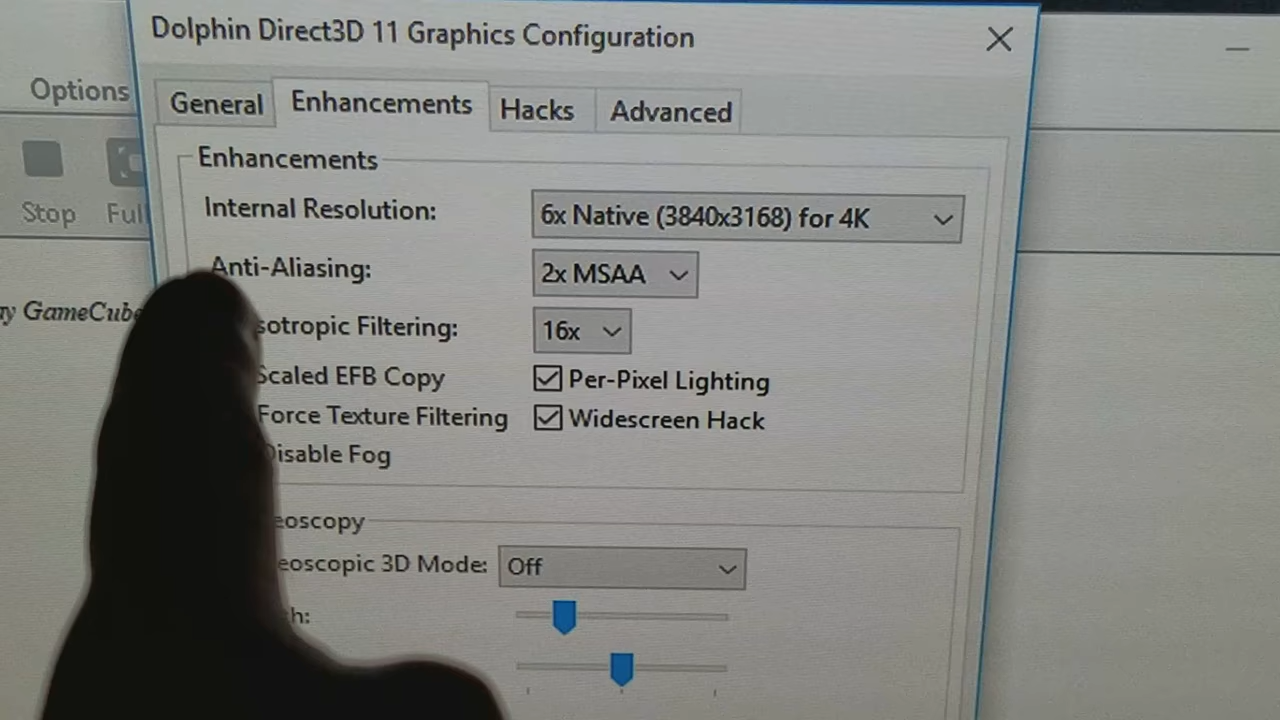 Dolphin Direct3D 11 Graphics Configuration
Options
General Enhancements Hacks Advanced
Enhancements
Stop Ful
Internal Resolution: 6x Native (3840x3168) for 4K
Anti-Aliasing: 2x MSAA
y GameCube
sotropic Filtering: 16x
Scaled EFB Copy Per-Pixel Lighting
Force Texture Filtering Widescreen Hack
Disable Fog
eoscopy
eoscopic 3D Mode: Off
h: